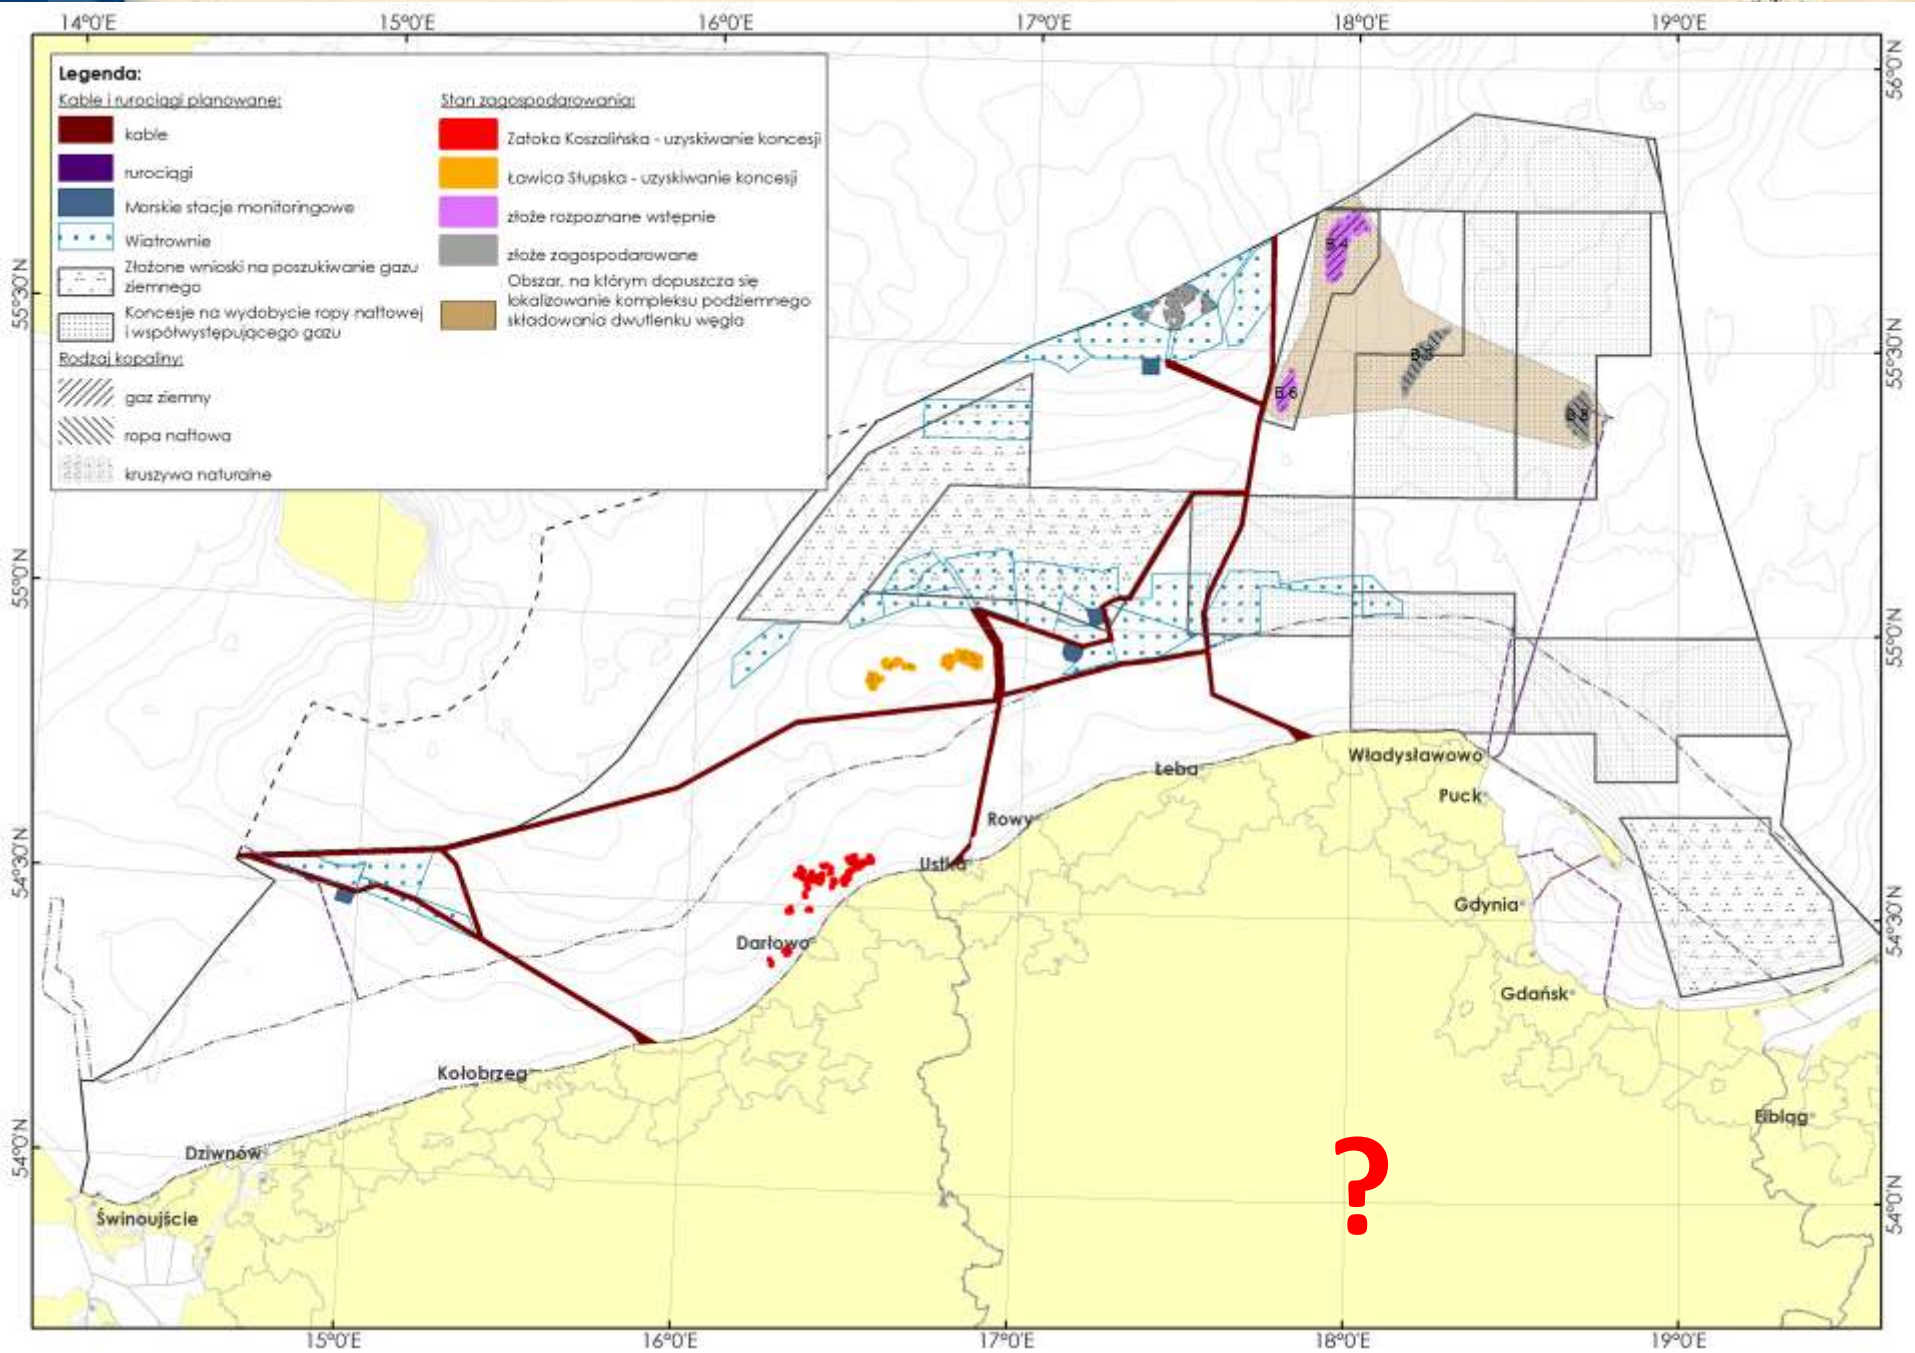 14°0'E 15°0'E 16°0'E 17°0'E 18°0'E 19°0'E
Legenda:
Kable i rurociągi planowane:
kable
rurociągi
Morskie stacje monitoringowe
Wiatrownie
Złożone wnioski na poszukiwanie gazu
ziemnego
Koncesje na wydobycie ropy naftowej
i współwystępującego gazu
Rodzaj kopaliny:
gaz ziemny
ropa naftowa
kruszywa naturalne
Stan zagospodarowania:
Zatoka Koszalińska - uzyskiwanie koncesji
Ławica Słupska - uzyskiwanie koncesji
złoże rozpoznane wstępnie
złoże zagospodarowane
Obszar, na którym dopuszcza się
lokalizowanie kompleksu podziemnego
składowania dwutlenku węgla
56°0'N
B 4
55°30'N
55°30'N
B 6
55°0'N
55°0'N
Władysławowo
Łeba
Puck
Rowy
54°30'N
Ustka
Gdynia
54°30'N
Darłowo
Gdańsk
Kołobrzeg
Elbląg
54°0'N
Dziwnów
?
54°0'N
Świnoujście
15°0'E 16°0'E 17°0'E 18°0'E 19°0'E